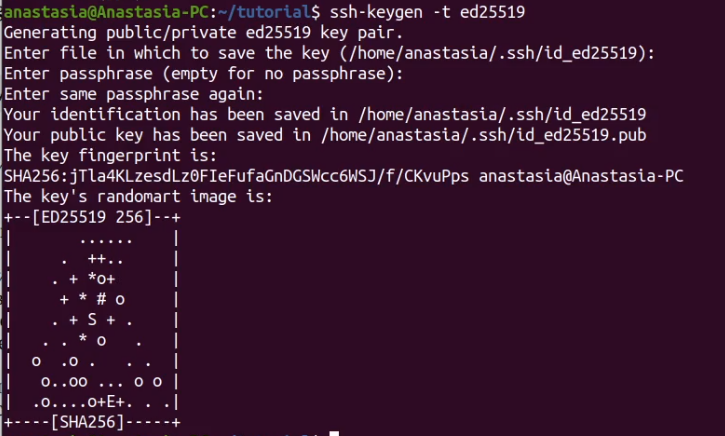 anastasia@Anastasia-PC:~/tutorial$ ssh-keygen -t ed25519
Generating public/private ed25519 key pair.
Enter file in which to save the key (/home/anastasia/.ssh/id_ed25519):
Enter passphrase (empty for no passphrase):
Enter same passphrase again:
Your identification has been saved in /home/anastasia/.ssh/id_ed25519
Your public key has been saved in /home/anastasia/.ssh/id_ed25519.pub
The key fingerprint is:
SHA256:jTla4KLzesdLz0FIeFufaGnDGSWcc6WSJ/f/CKvuPps anastasia@Anastasia-PC
The key's randomart image is:
+--[ED25519 256]--+
|       ......    |
|     .  ++..     |
|    . + *o+      |
|     + * # o     |
|    . + S + .    |
|   . . * o   .   |
|  o  .o .   . .  |
|   o..oo ... o o |
|  .o....o+E+. . .|
+----[SHA256]-----+